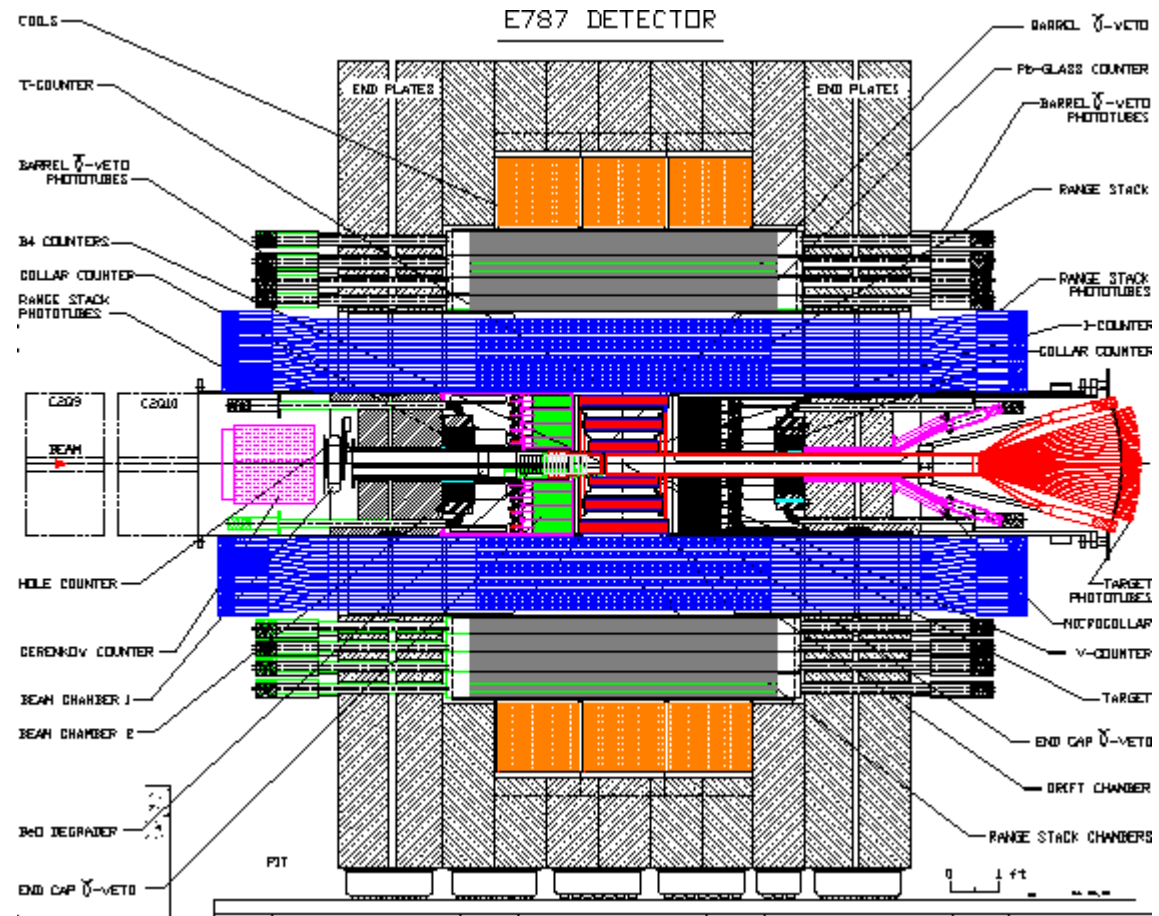 E787 DETECTOR
COILS
T-COUNTER
BARREL γ̄-VETO
PHOTOTUBES
B4 COUNTERS
COLLAR COUNTER
RANGE STACK
PHOTOTUBES
END PLATES
END PLATES
BARREL γ̄-VETO
Pb-GLASS COUNTER
BARREL γ̄-VETO
PHOTOTUBES
RANGE STACK
RANGE STACK
PHOTOTUBES
I-COUNTER
COLLAR COUNTER
C2Q9
C2Q10
BEAM
HOLE COUNTER
CERENKOV COUNTER
BEAM CHAMBER 1
BEAM CHAMBER 2
BeO DEGRADER
END CAP γ̄-VETO
TARGET
PHOTOTUBES
MICROCOLLAR
V-COUNTER
TARGET
END CAP γ̄-VETO
DRIFT CHAMBER
RANGE STACK CHAMBERS
PIT
0 1 ft